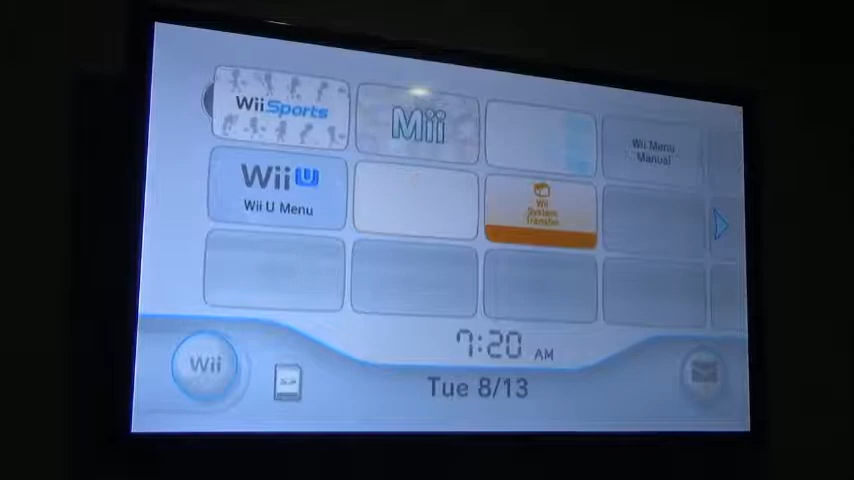 Wii Sports
Mii
Wii Menu
Manual
Wii U
Wii U Menu
Wii
System
Transfer
7:20 AM
Wii
Tue 8/13